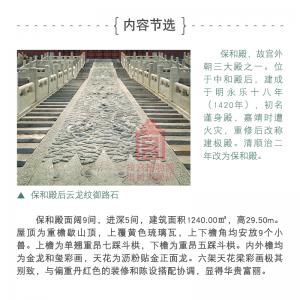 内容节选
保和殿，故宫外
朝三大殿之一。位
于中和殿后，建成
于明永乐十八年
（1420年），初名
谨身殿，嘉靖时遭
火灾，重修后改称
建极殿。清顺治二
年改为保和殿。
▲ 保和殿后云龙纹御路石
保和殿面阔9间，进深5间，建筑面积1240.00㎡，高29.50m。
屋顶为重檐歇山顶，上覆黄色琉璃瓦，上下檐角均安放9个小
兽。上檐为单翘重昂七踩斗栱，下檐为重昂五踩斗栱。内外檐均
为金龙和玺彩画，天花为沥粉贴金正面龙。六架天花梁彩画极其
别致，与偏重丹红色的装修和陈设搭配协调，显得华贵富丽。